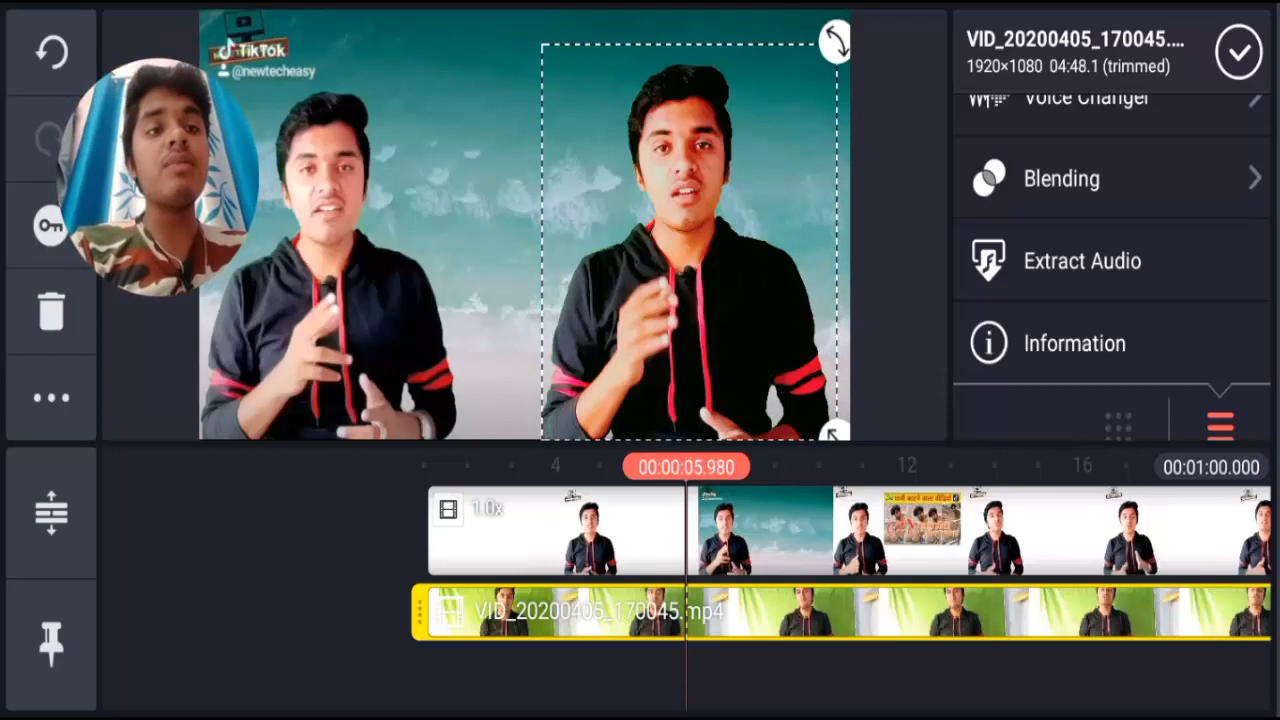 TikTok
@newtecheasy
VID_20200405_170045....
1920×1080 04:48.1 (trimmed)
Voice Changer
Blending
Extract Audio
Information
4
00:00:05.980
12
16
00:01:00.000
1.0x
VID_20200405_170045.mp4